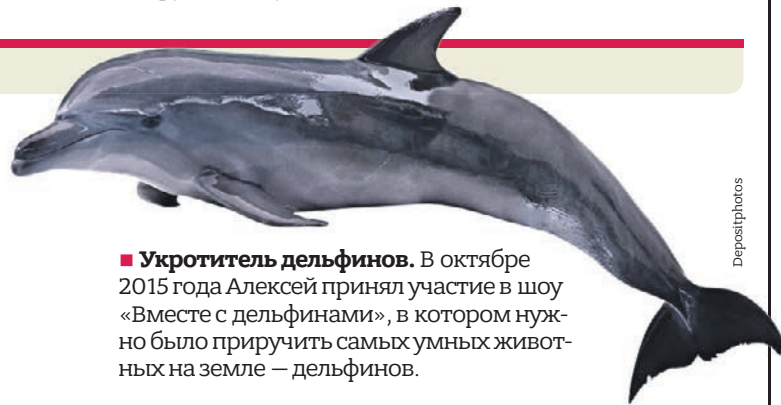 Depositphotos
■ Укротитель дельфинов. В октябре
2015 года Алексей принял участие в шоу
«Вместе с дельфинами», в котором нуж-
но было приручить самых умных живот-
ных на земле — дельфинов.